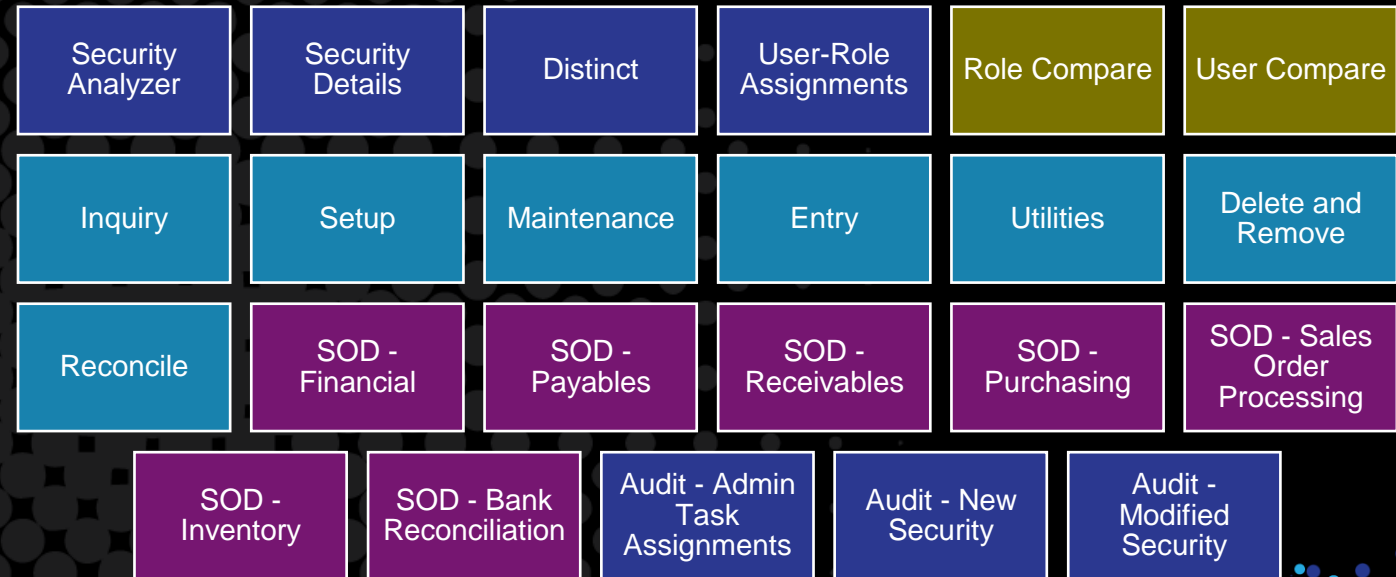 Security
Analyzer
Security
Details
Distinct
User-Role
Assignments
Role Compare
User Compare
Inquiry
Setup
Maintenance
Entry
Utilities
Delete and
Remove
Reconcile
SOD -
Financial
SOD -
Payables
SOD -
Receivables
SOD -
Purchasing
SOD - Sales
Order
Processing
SOD -
Inventory
SOD - Bank
Reconciliation
Audit - Admin
Task
Assignments
Audit - New
Security
Audit -
Modified
Security